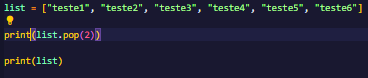 list = ["teste1", "teste2", "teste3", "teste4", "teste5", "teste6"]
print(list.pop(2))
print(list)